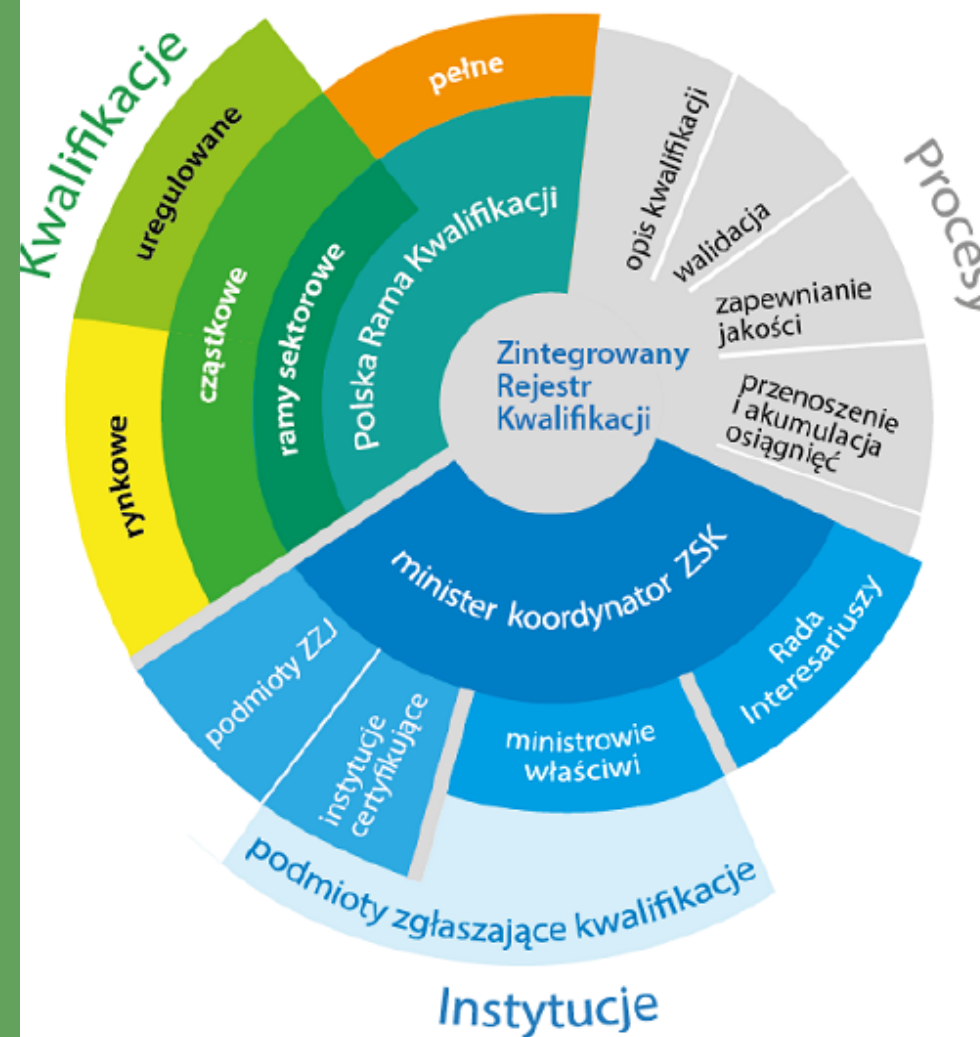 Kwalifikacje
uregulowane
rynkowe
cząstkowe
pełne
ramy sektorowe
Polska Rama Kwalifikacji
Procesy
opis kwalifikacji
walidacja
zapewnianie
jakości
przenoszenie
i akumulacja
osiągnięć
Zintegrowany
Rejestr
Kwalifikacji
minister koordynator ZSK
Rada
Interesariuszy
ministrowie
właściwi
instytucje
certyfikujące
podmioty ZZJ
podmioty zgłaszające kwalifikacje
Instytucje